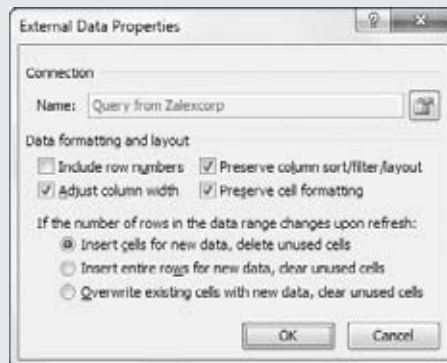 External Data Properties
Connection
Name: Query from Zalexcorp
Data formatting and layout
Include row numbers
Preserve column sort/filter/layout
Adjust column width
Preserve cell formatting
If the number of rows in the data range changes upon refresh:
Insert cells for new data, delete unused cells
Insert entire rows for new data, clear unused cells
Overwrite existing cells with new data, clear unused cells
OK
Cancel